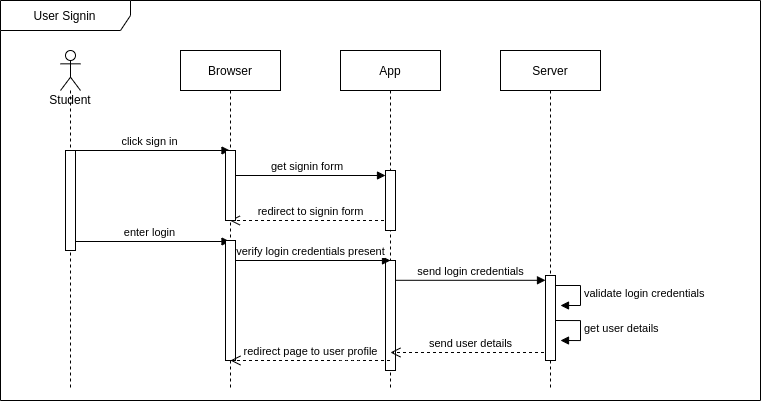 User Signin
Student
Browser
App
Server
click sign in
get signin form
redirect to signin form
enter login
verify login credentials present
send login credentials
validate login credentials
get user details
send user details
redirect page to user profile